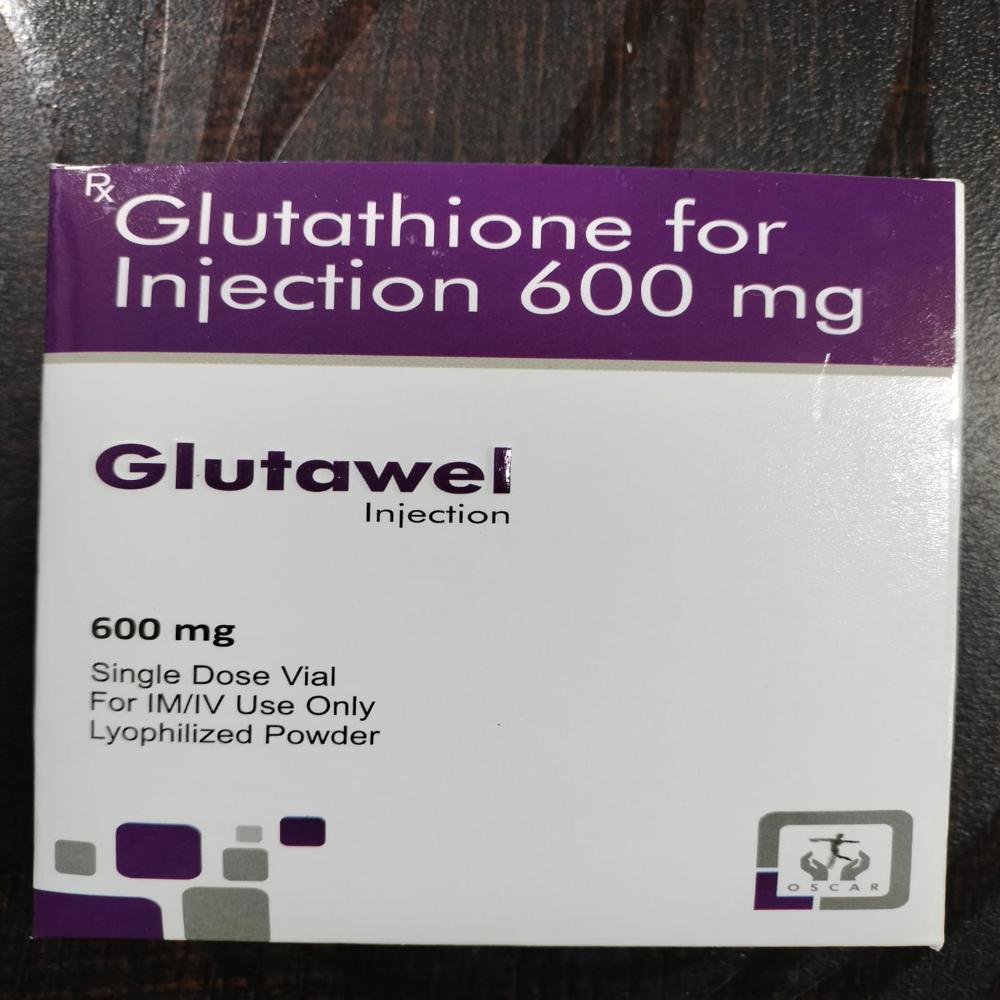 Rx
Glutathione for
Injection 600 mg
Glutawel
Injection
600 mg
Single Dose Vial
For IM/IV Use Only
Lyophilized Powder
OSCAR